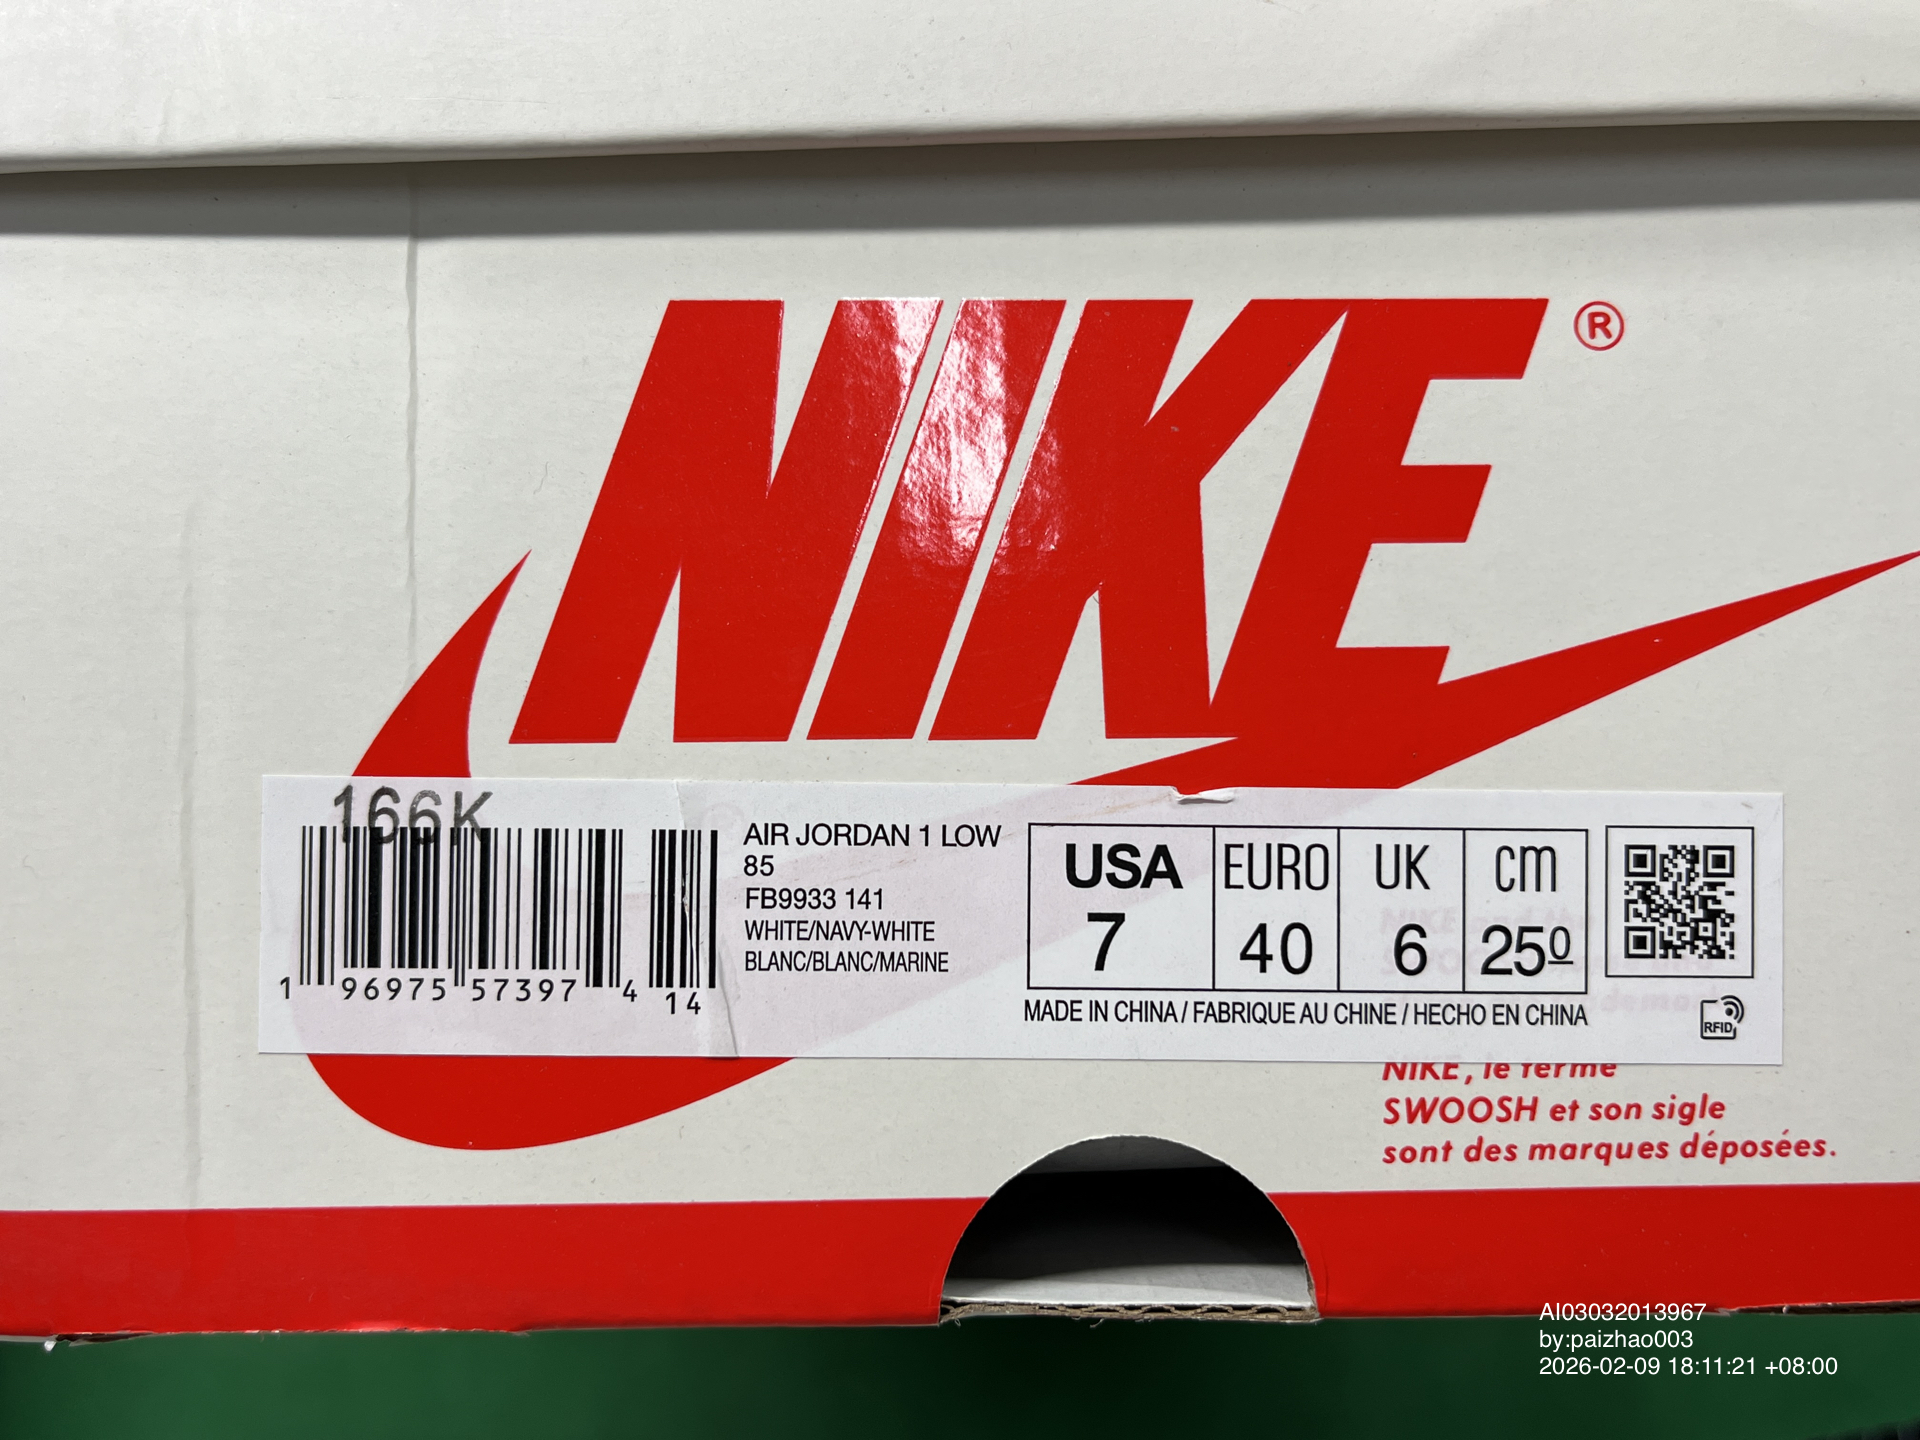 NIKE®
166K
1 96975 57397 4 14
AIR JORDAN 1 LOW
85
FB9933 141
WHITE/NAVY-WHITE
BLANC/BLANC/MARINE
USA EURO UK cm
7 40 6 25⁰
MADE IN CHINA / FABRIQUE AU CHINE / HECHO EN CHINA
RFID
NIKE, le terme
SWOOSH et son sigle
sont des marques déposées.
AI03032013967
by:paizhao003
2026-02-09 18:11:21 +08:00